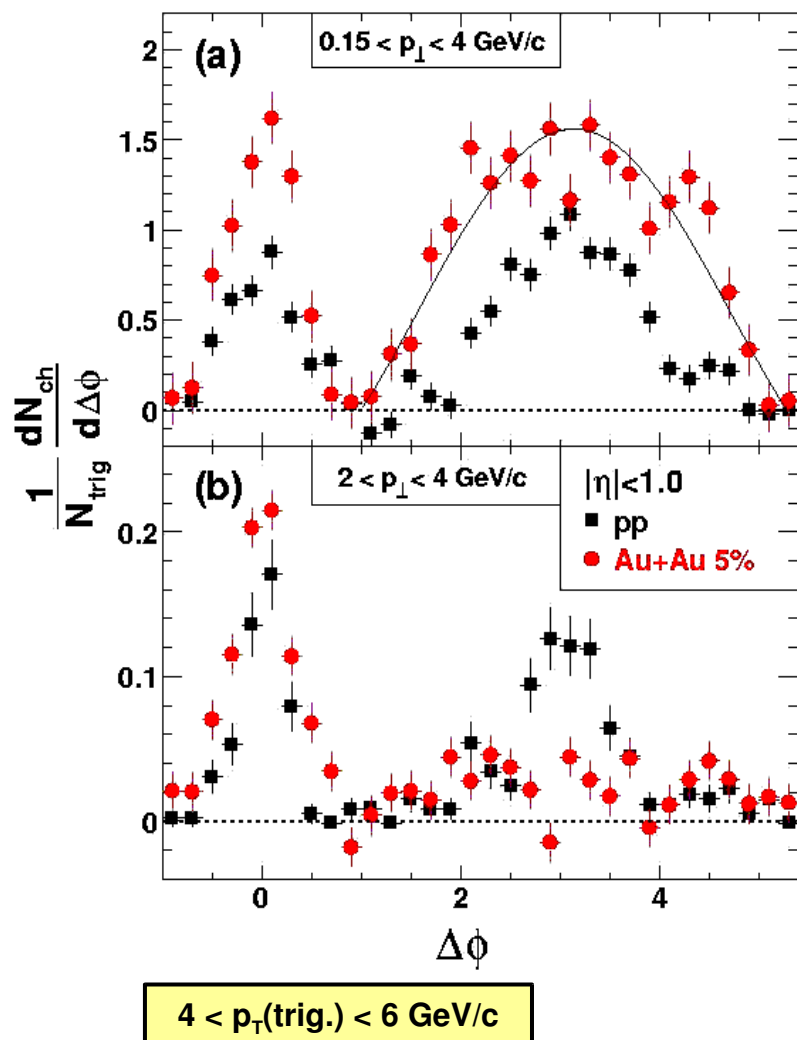 (a)
0.15 < p⊥ < 4 GeV/c
2
1.5
1
0.5
0
1/N_trig dN_ch/dΔϕ
(b)
2 < p⊥ < 4 GeV/c
|η|<1.0
pp
Au+Au 5%
0.2
0.1
0
0 2 4
Δϕ
4 < p_T(trig.) < 6 GeV/c